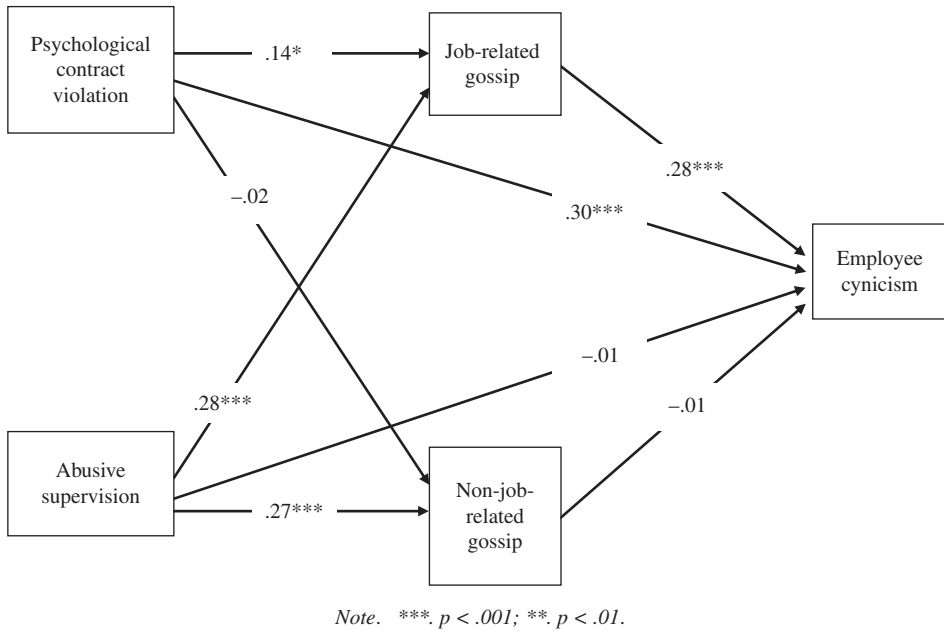 Psychological
contract
violation
.14*
Job-related
gossip
.28***
–.02
.30***
Employee
cynicism
–.01
.28***
–.01
Abusive
supervision
.27***
Non-job-
related
gossip
Note. ***. p < .001; **. p < .01.